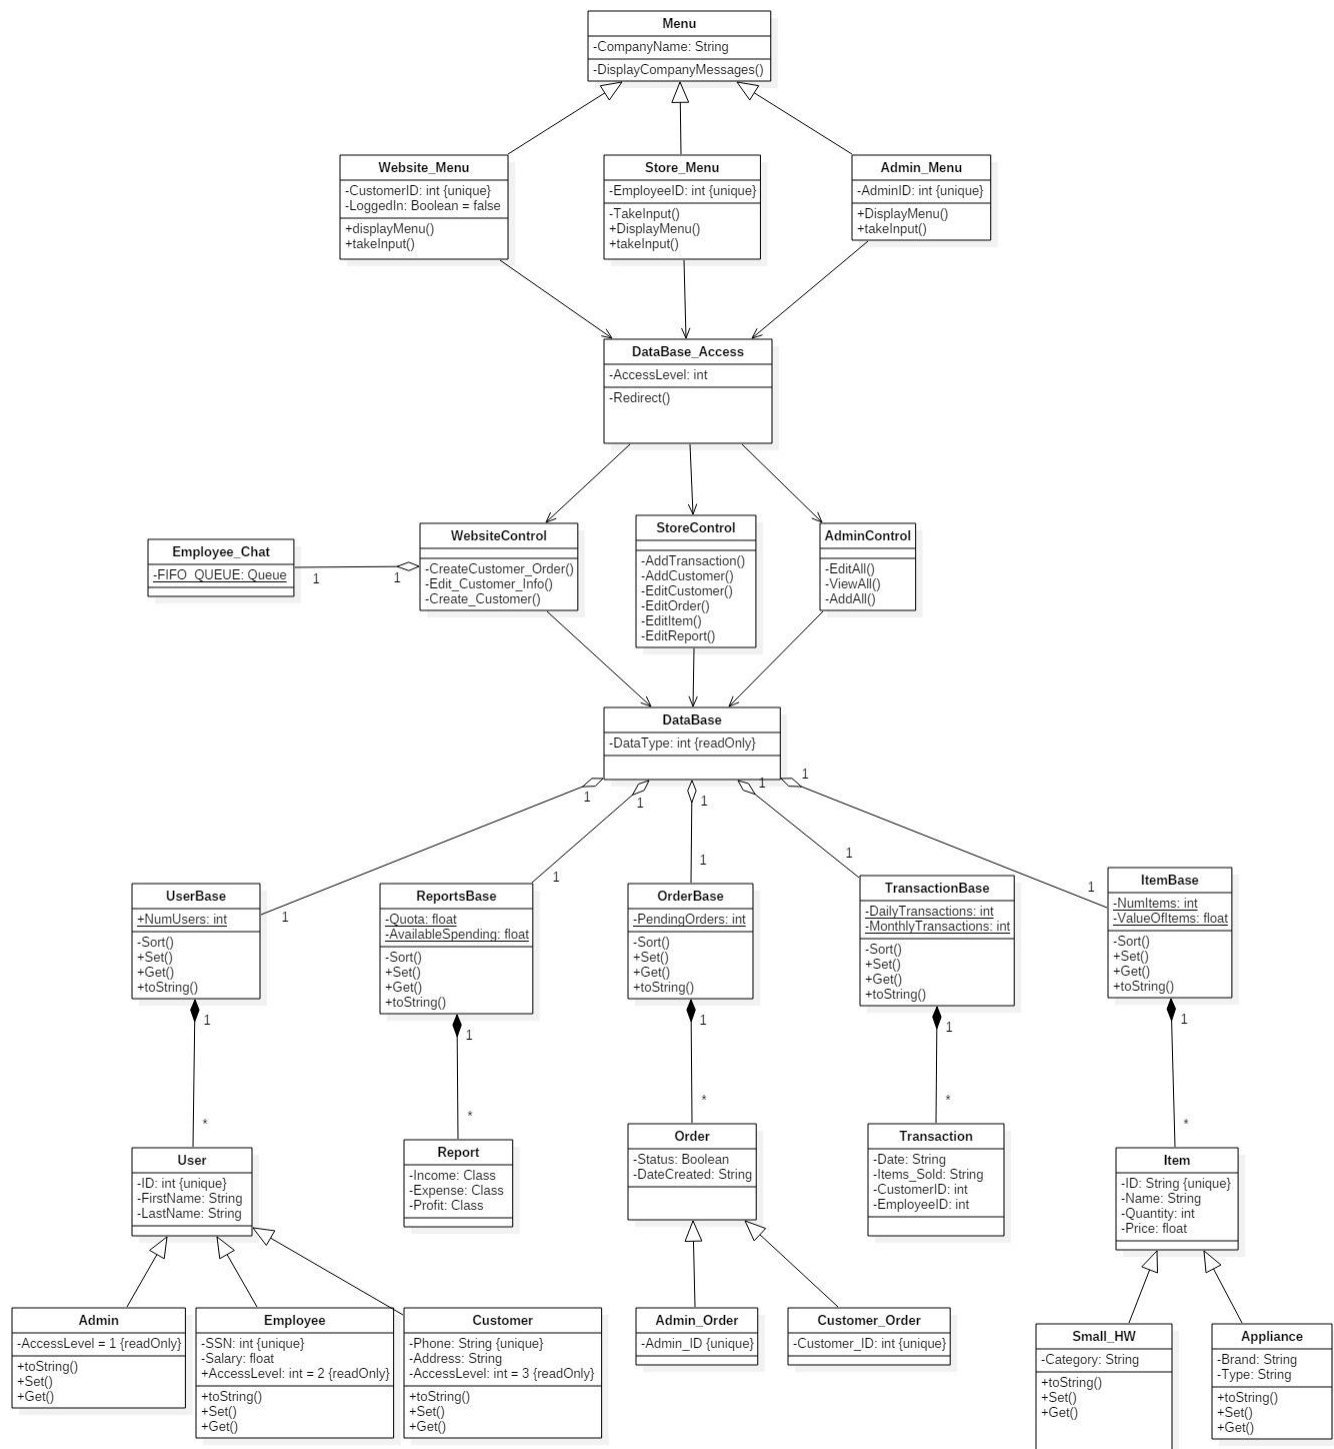 Menu
-CompanyName: String
-DisplayCompanyMessages()
Website_Menu
-CustomerID: int {unique}
-LoggedIn: Boolean = false
+displayMenu()
+takeInput()
Store_Menu
-EmployeeID: int {unique}
-TakeInput()
+DisplayMenu()
+takeInput()
Admin_Menu
-AdminID: int {unique}
+DisplayMenu()
+takeInput()
DataBase_Access
-AccessLevel: int
-Redirect()
Employee_Chat
-FIFO_QUEUE: Queue
1
1
WebsiteControl
-CreateCustomer_Order()
-Edit_Customer_Info()
-Create_Customer()
StoreControl
-AddTransaction()
-AddCustomer()
-EditCustomer()
-EditOrder()
-EditItem()
-EditReport()
AdminControl
-EditAll()
-ViewAll()
-AddAll()
DataBase
-DataType: int {readOnly}
1
1
1
1
1
1
1
1
1
1
UserBase
+NumUsers: int
-Sort()
+Set()
+Get()
+toString()
ReportsBase
-Quota: float
-AvailableSpending: float
-Sort()
+Set()
+Get()
+toString()
OrderBase
-PendingOrders: int
-Sort()
+Set()
+Get()
+toString()
TransactionBase
-DailyTransactions: int
-MonthlyTransactions: int
-Sort()
+Set()
+Get()
+toString()
ItemBase
-NumItems: int
-ValueOfItems: float
-Sort()
+Set()
+Get()
+toString()
1
1
1
1
1
*
*
*
*
*
User
-ID: int {unique}
-FirstName: String
-LastName: String
Report
-Income: Class
-Expense: Class
-Profit: Class
Order
-Status: Boolean
-DateCreated: String
Transaction
-Date: String
-Items_Sold: String
-CustomerID: int
-EmployeeID: int
Item
-ID: String {unique}
-Name: String
-Quantity: int
-Price: float
Admin
-AccessLevel = 1 {readOnly}
+toString()
+Set()
+Get()
Employee
-SSN: int {unique}
-Salary: float
+AccessLevel: int = 2 {readOnly}
+toString()
+Set()
+Get()
Customer
-Phone: String {unique}
-Address: String
-AccessLevel: int = 3 {readOnly}
+toString()
+Set()
+Get()
Admin_Order
-Admin_ID {unique}
Customer_Order
-Customer_ID: int {unique}
Small_HW
-Category: String
+toString()
+Set()
+Get()
Appliance
-Brand: String
-Type: String
+toString()
+Set()
+Get()